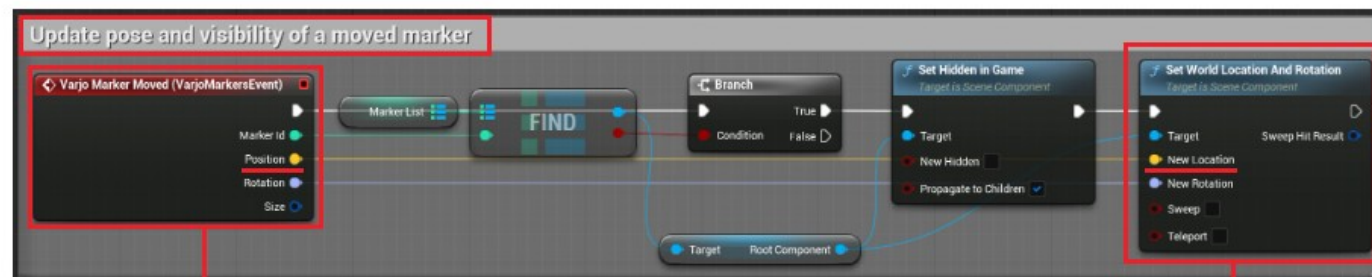 Update pose and visibility of a moved marker
Varjo Marker Moved (VarjoMarkersEvent)
Marker Id
Position
Rotation
Size
Marker List
FIND
Branch
True
Condition
False
Set Hidden in Game
Target is Scene Component
Target
New Hidden
Propagate to Children
Target
Root Component
Set World Location And Rotation
Target is Scene Component
Target
Sweep Hit Result
New Location
New Rotation
Sweep
Teleport